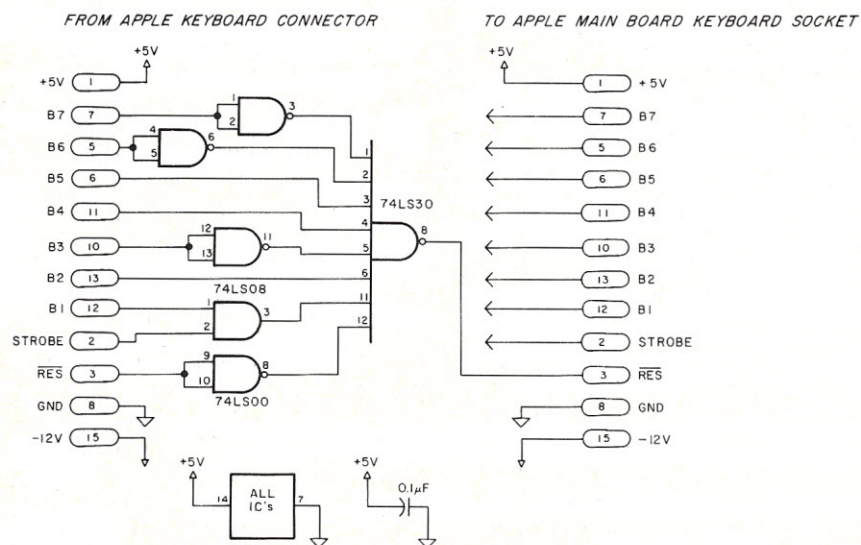 FROM APPLE KEYBOARD CONNECTOR
TO APPLE MAIN BOARD KEYBOARD SOCKET
+5V
+5V
+5V 1
1 +5V
B7 7
1
2
3
7 B7
B6 5
4
5
6
1
5 B6
B5 6
2
6 B5
3
74LS30
B4 11
4
8
11 B4
B3 10
12
13
11
5
10 B3
B2 13
6
13 B2
74LS08
B1 12
1
2
3
11
12 B1
STROBE 2
12
2 STROBE
RES 3
9
10
8
3 RES
74LS00
GND 8
8 GND
-12V 15
15 -12V
+5V
+5V
14
ALL
IC's
7
0.1µF